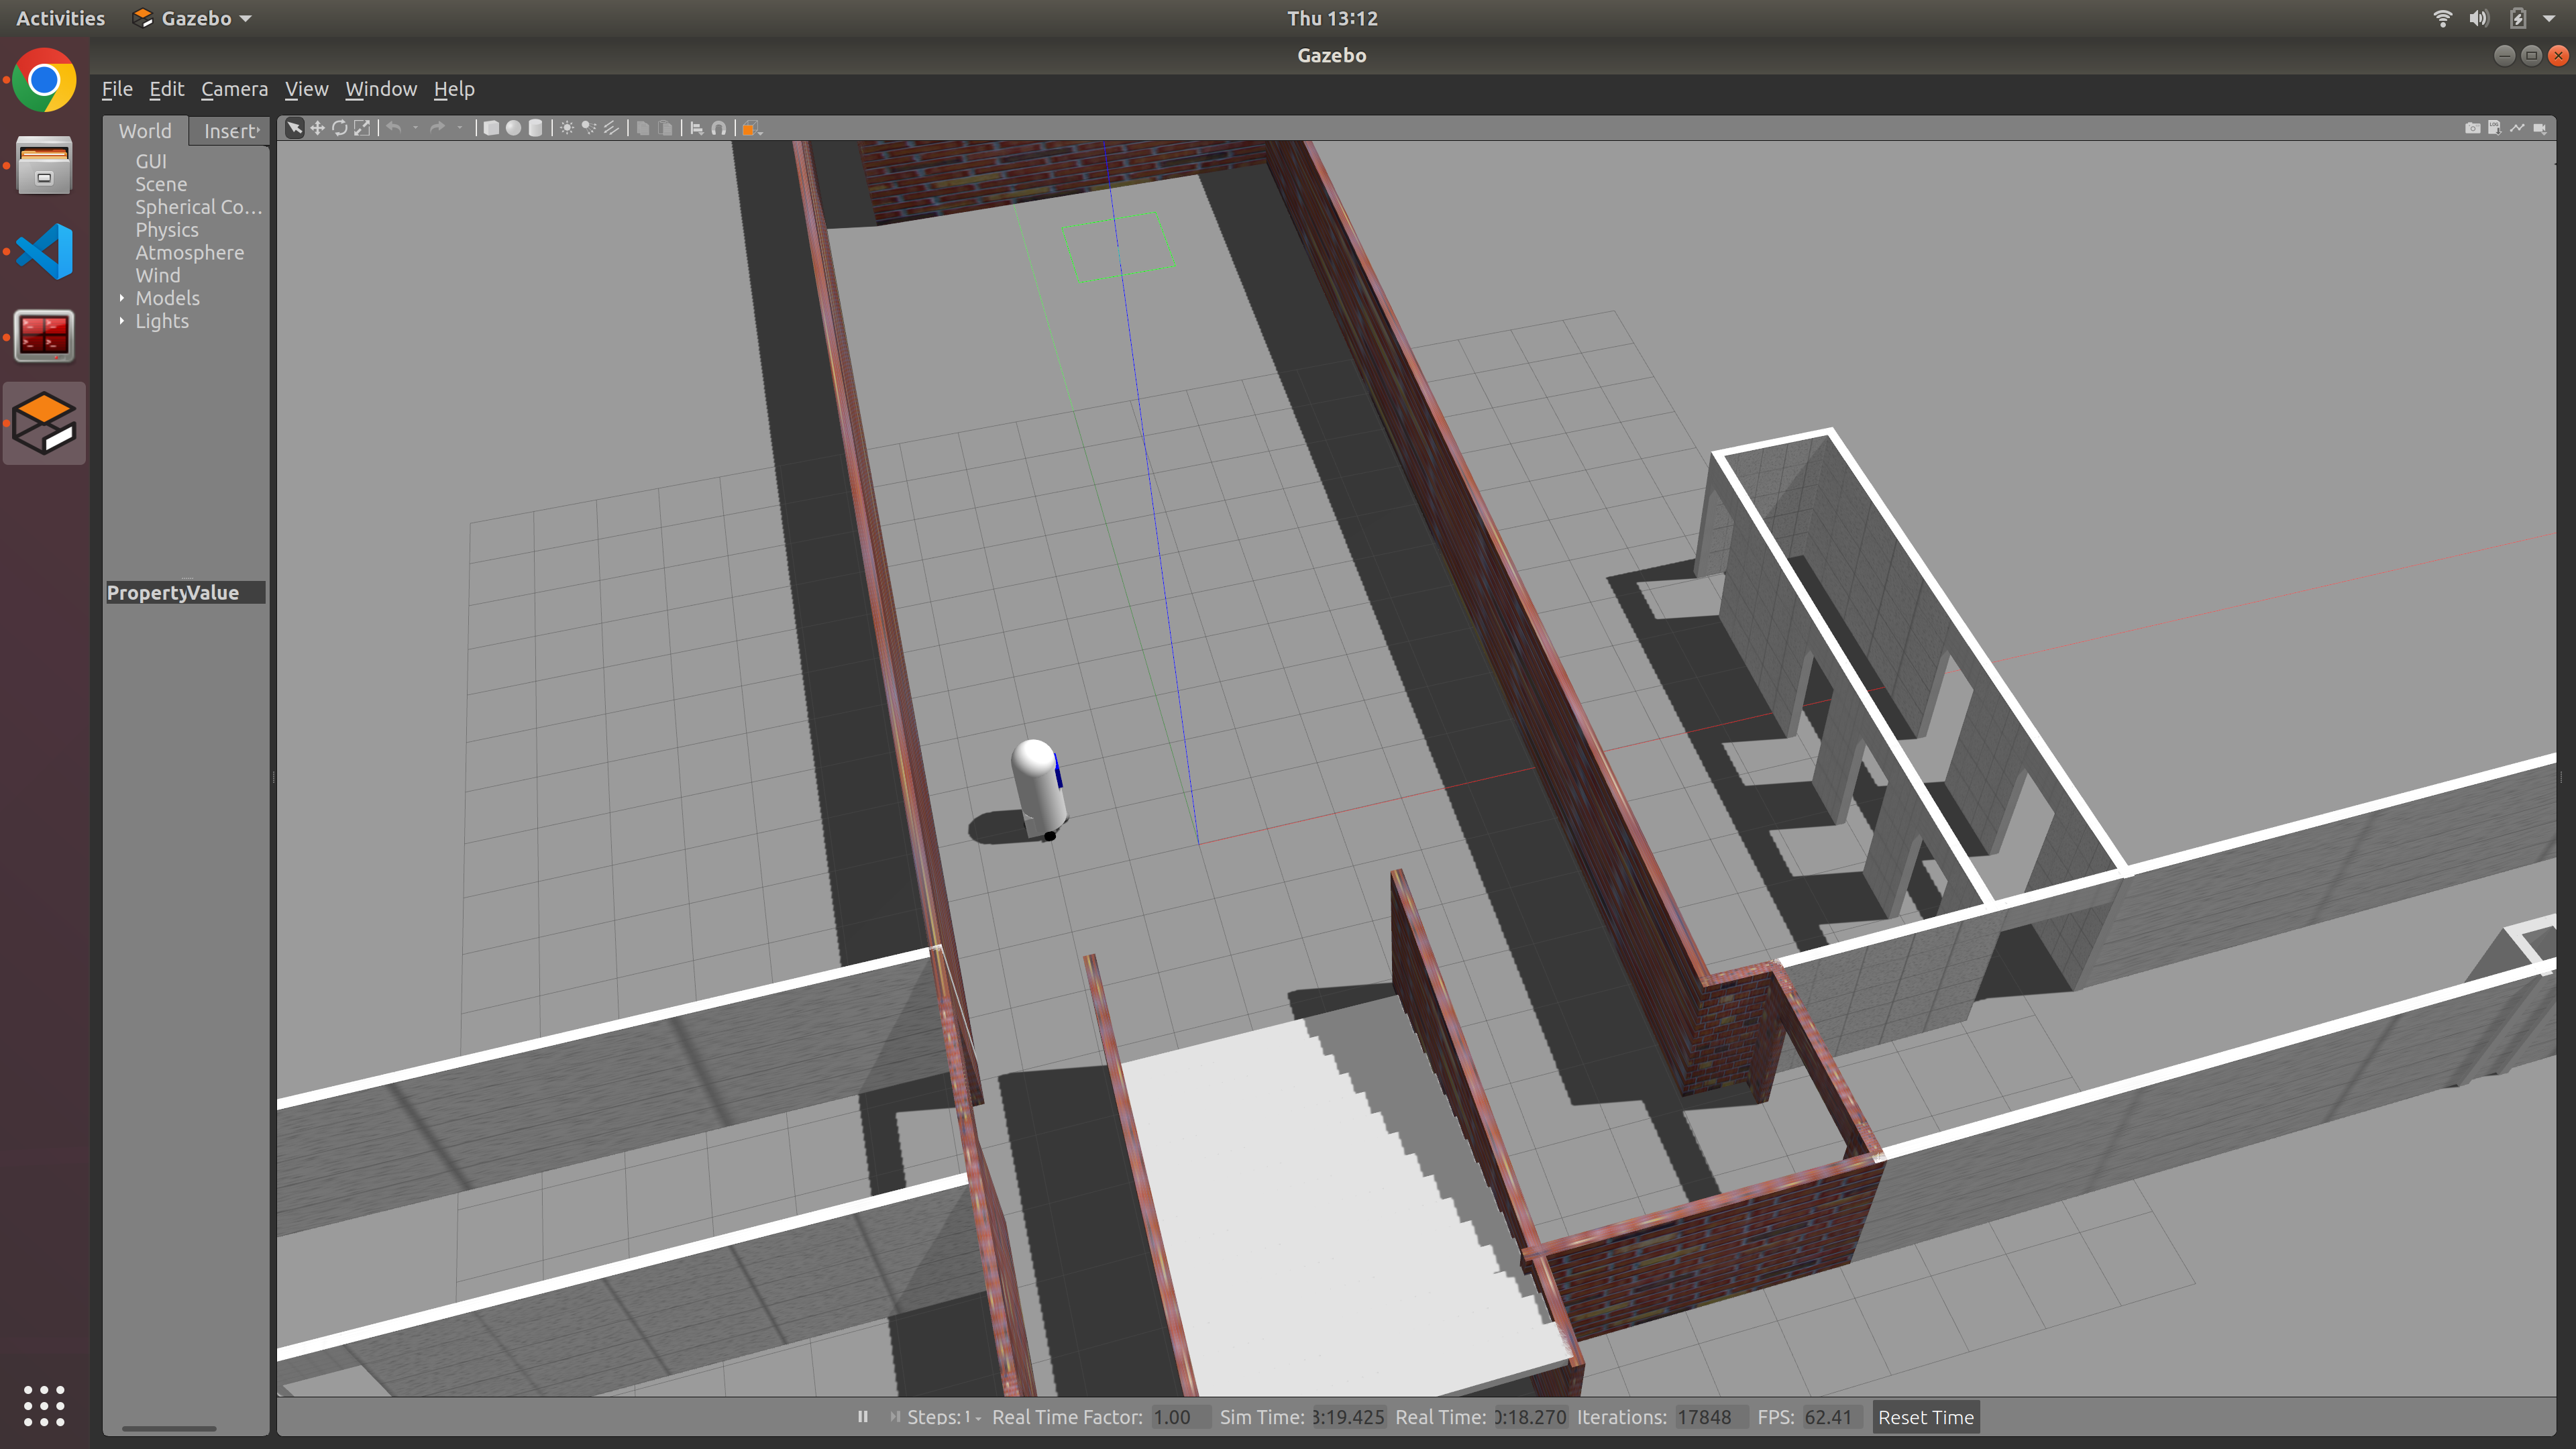 Activities Gazebo Thu 13:12
Gazebo
File Edit Camera View Window Help
World Insert
GUI
Scene
Spherical Co...
Physics
Atmosphere
Wind
Models
Lights
Property Value
Steps: 1 Real Time Factor: 1.00 Sim Time: 3:19.425 Real Time: 0:18.270 Iterations: 17848 FPS: 62.41 Reset Time